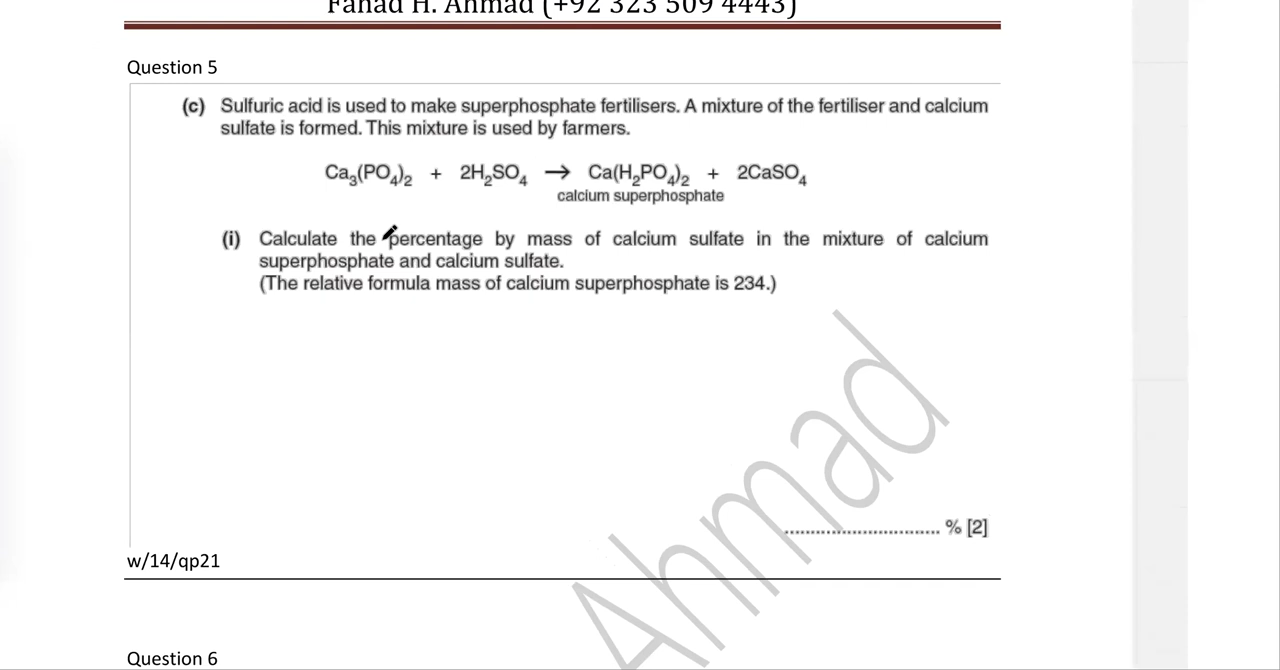 Fahad H. Ahmad (+92 323 509 4443)
Question 5
(c) Sulfuric acid is used to make superphosphate fertilisers. A mixture of the fertiliser and calcium
sulfate is formed. This mixture is used by farmers.
Ca₃(PO₄)₂ + 2H₂SO₄ → Ca(H₂PO₄)₂ + 2CaSO₄
calcium superphosphate
(i) Calculate the percentage by mass of calcium sulfate in the mixture of calcium
superphosphate and calcium sulfate.
(The relative formula mass of calcium superphosphate is 234.)
Ahmad
................................ % [2]
w/14/qp21
Question 6